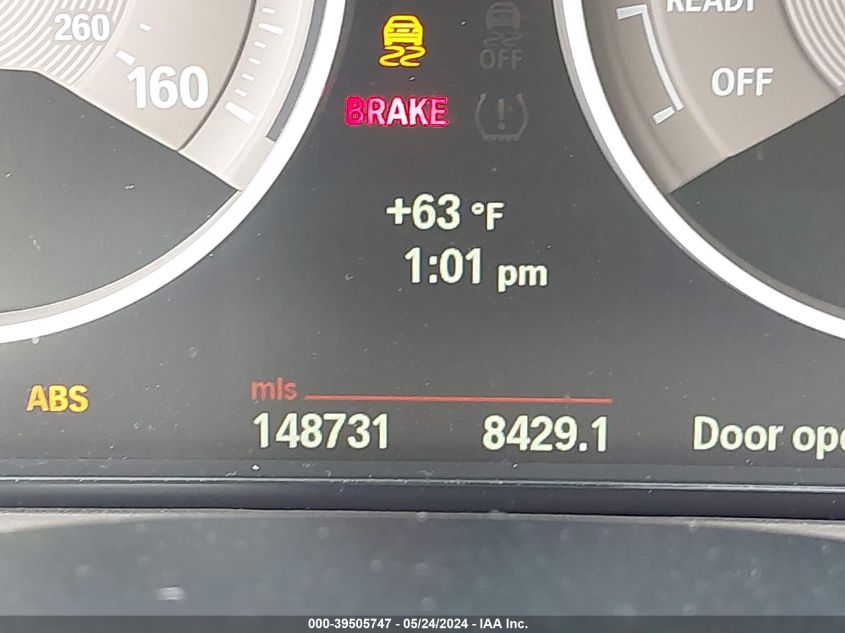 260
160
OFF
READY
OFF
BRAKE
+63 °F
1:01 pm
ABS
mls
148731 8429.1 Door ope
000-39505747 - 05/24/2024 - IAA Inc.